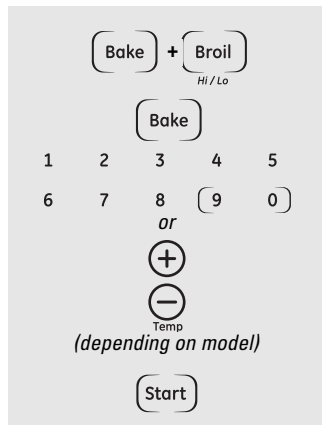 Bake + Broil
Hi / Lo
Bake
1 2 3 4 5
6 7 8 9 0
or
+
−
Temp
(depending on model)
Start